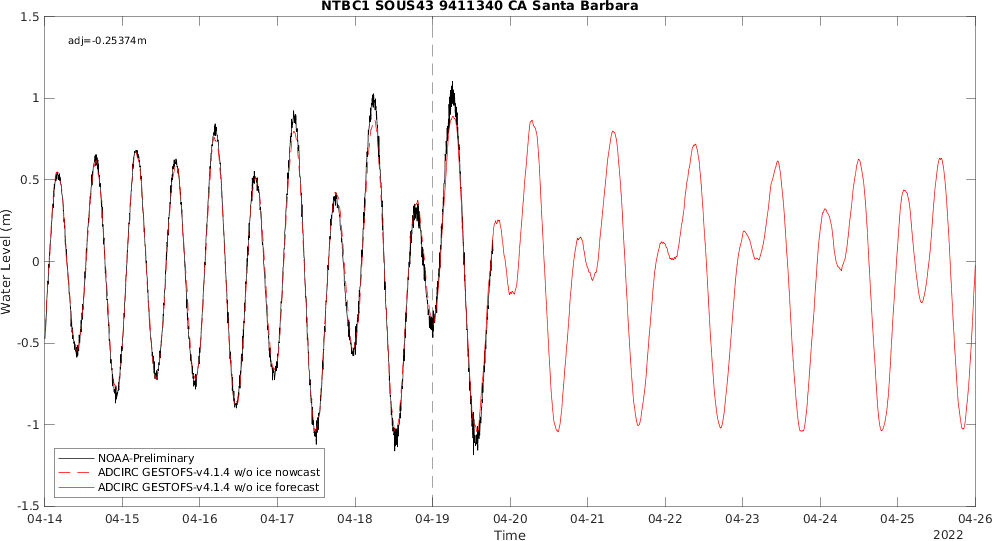 NTBC1 SOUS43 9411340 CA Santa Barbara
adj=-0.25374m
1.5
1
0.5
0
-0.5
-1
-1.5
Water Level (m)
NOAA-Preliminary
ADCIRC GESTOFS-v4.1.4 w/o ice nowcast
ADCIRC GESTOFS-v4.1.4 w/o ice forecast
04-14 04-15 04-16 04-17 04-18 04-19 04-20 04-21 04-22 04-23 04-24 04-25 04-26
Time
2022